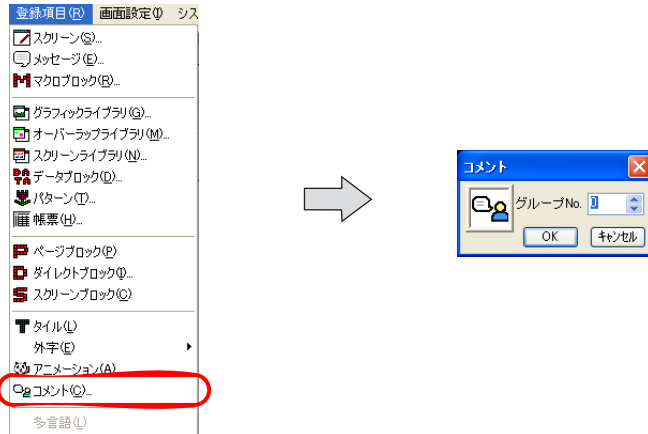 登録項目(R) 画面設定(I) シス
スクリーン(S)...
メッセージ(E)...
マクロブロック(R)...
グラフィックライブラリ(G)...
オーバーラップライブラリ(M)...
スクリーンライブラリ(N)...
データブロック(D)...
パターン(T)...
帳票(H)...
ページブロック(P)
ダイレクトブロック(I)...
スクリーンブロック(C)
タイル(L)
外字(F)
アニメーション(A)
コメント(C)...
多言語(L)
コメント
グループNo. 0
OK キャンセル